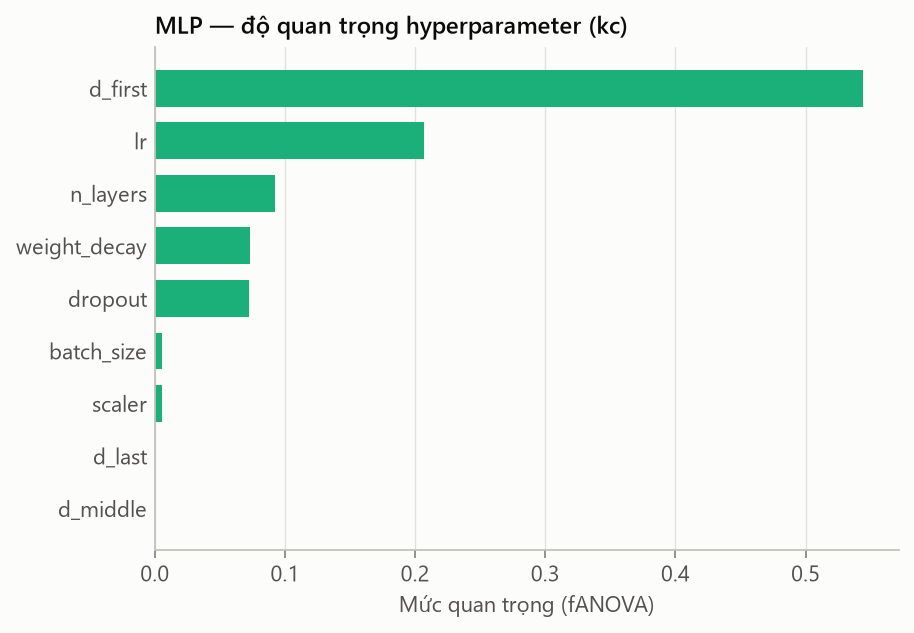 MLP — độ quan trọng hyperparameter (kc)
d_first
lr
n_layers
weight_decay
dropout
batch_size
scaler
d_last
d_middle
0.0 0.1 0.2 0.3 0.4 0.5
Mức quan trọng (fANOVA)